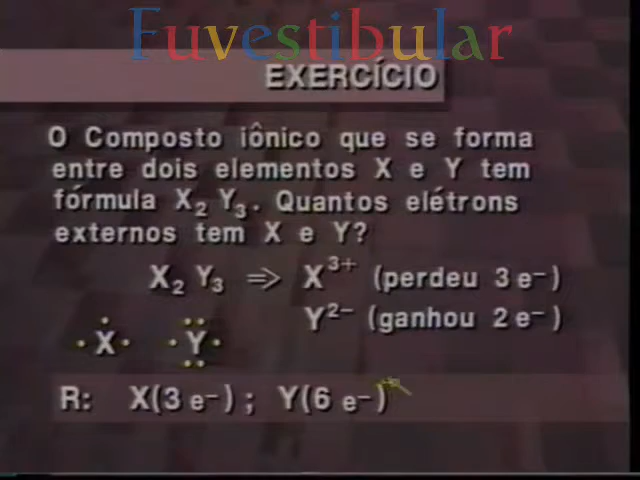 Fuvestibular
EXERCÍCIO
O Composto iônico que se forma
entre dois elementos X e Y tem
fórmula X₂ Y₃. Quantos elétrons
externos tem X e Y?
X₂ Y₃ ⇒ X³⁺ (perdeu 3 e⁻)
Y²⁻ (ganhou 2 e⁻)
X Y
R: X(3 e⁻) ; Y(6 e⁻)